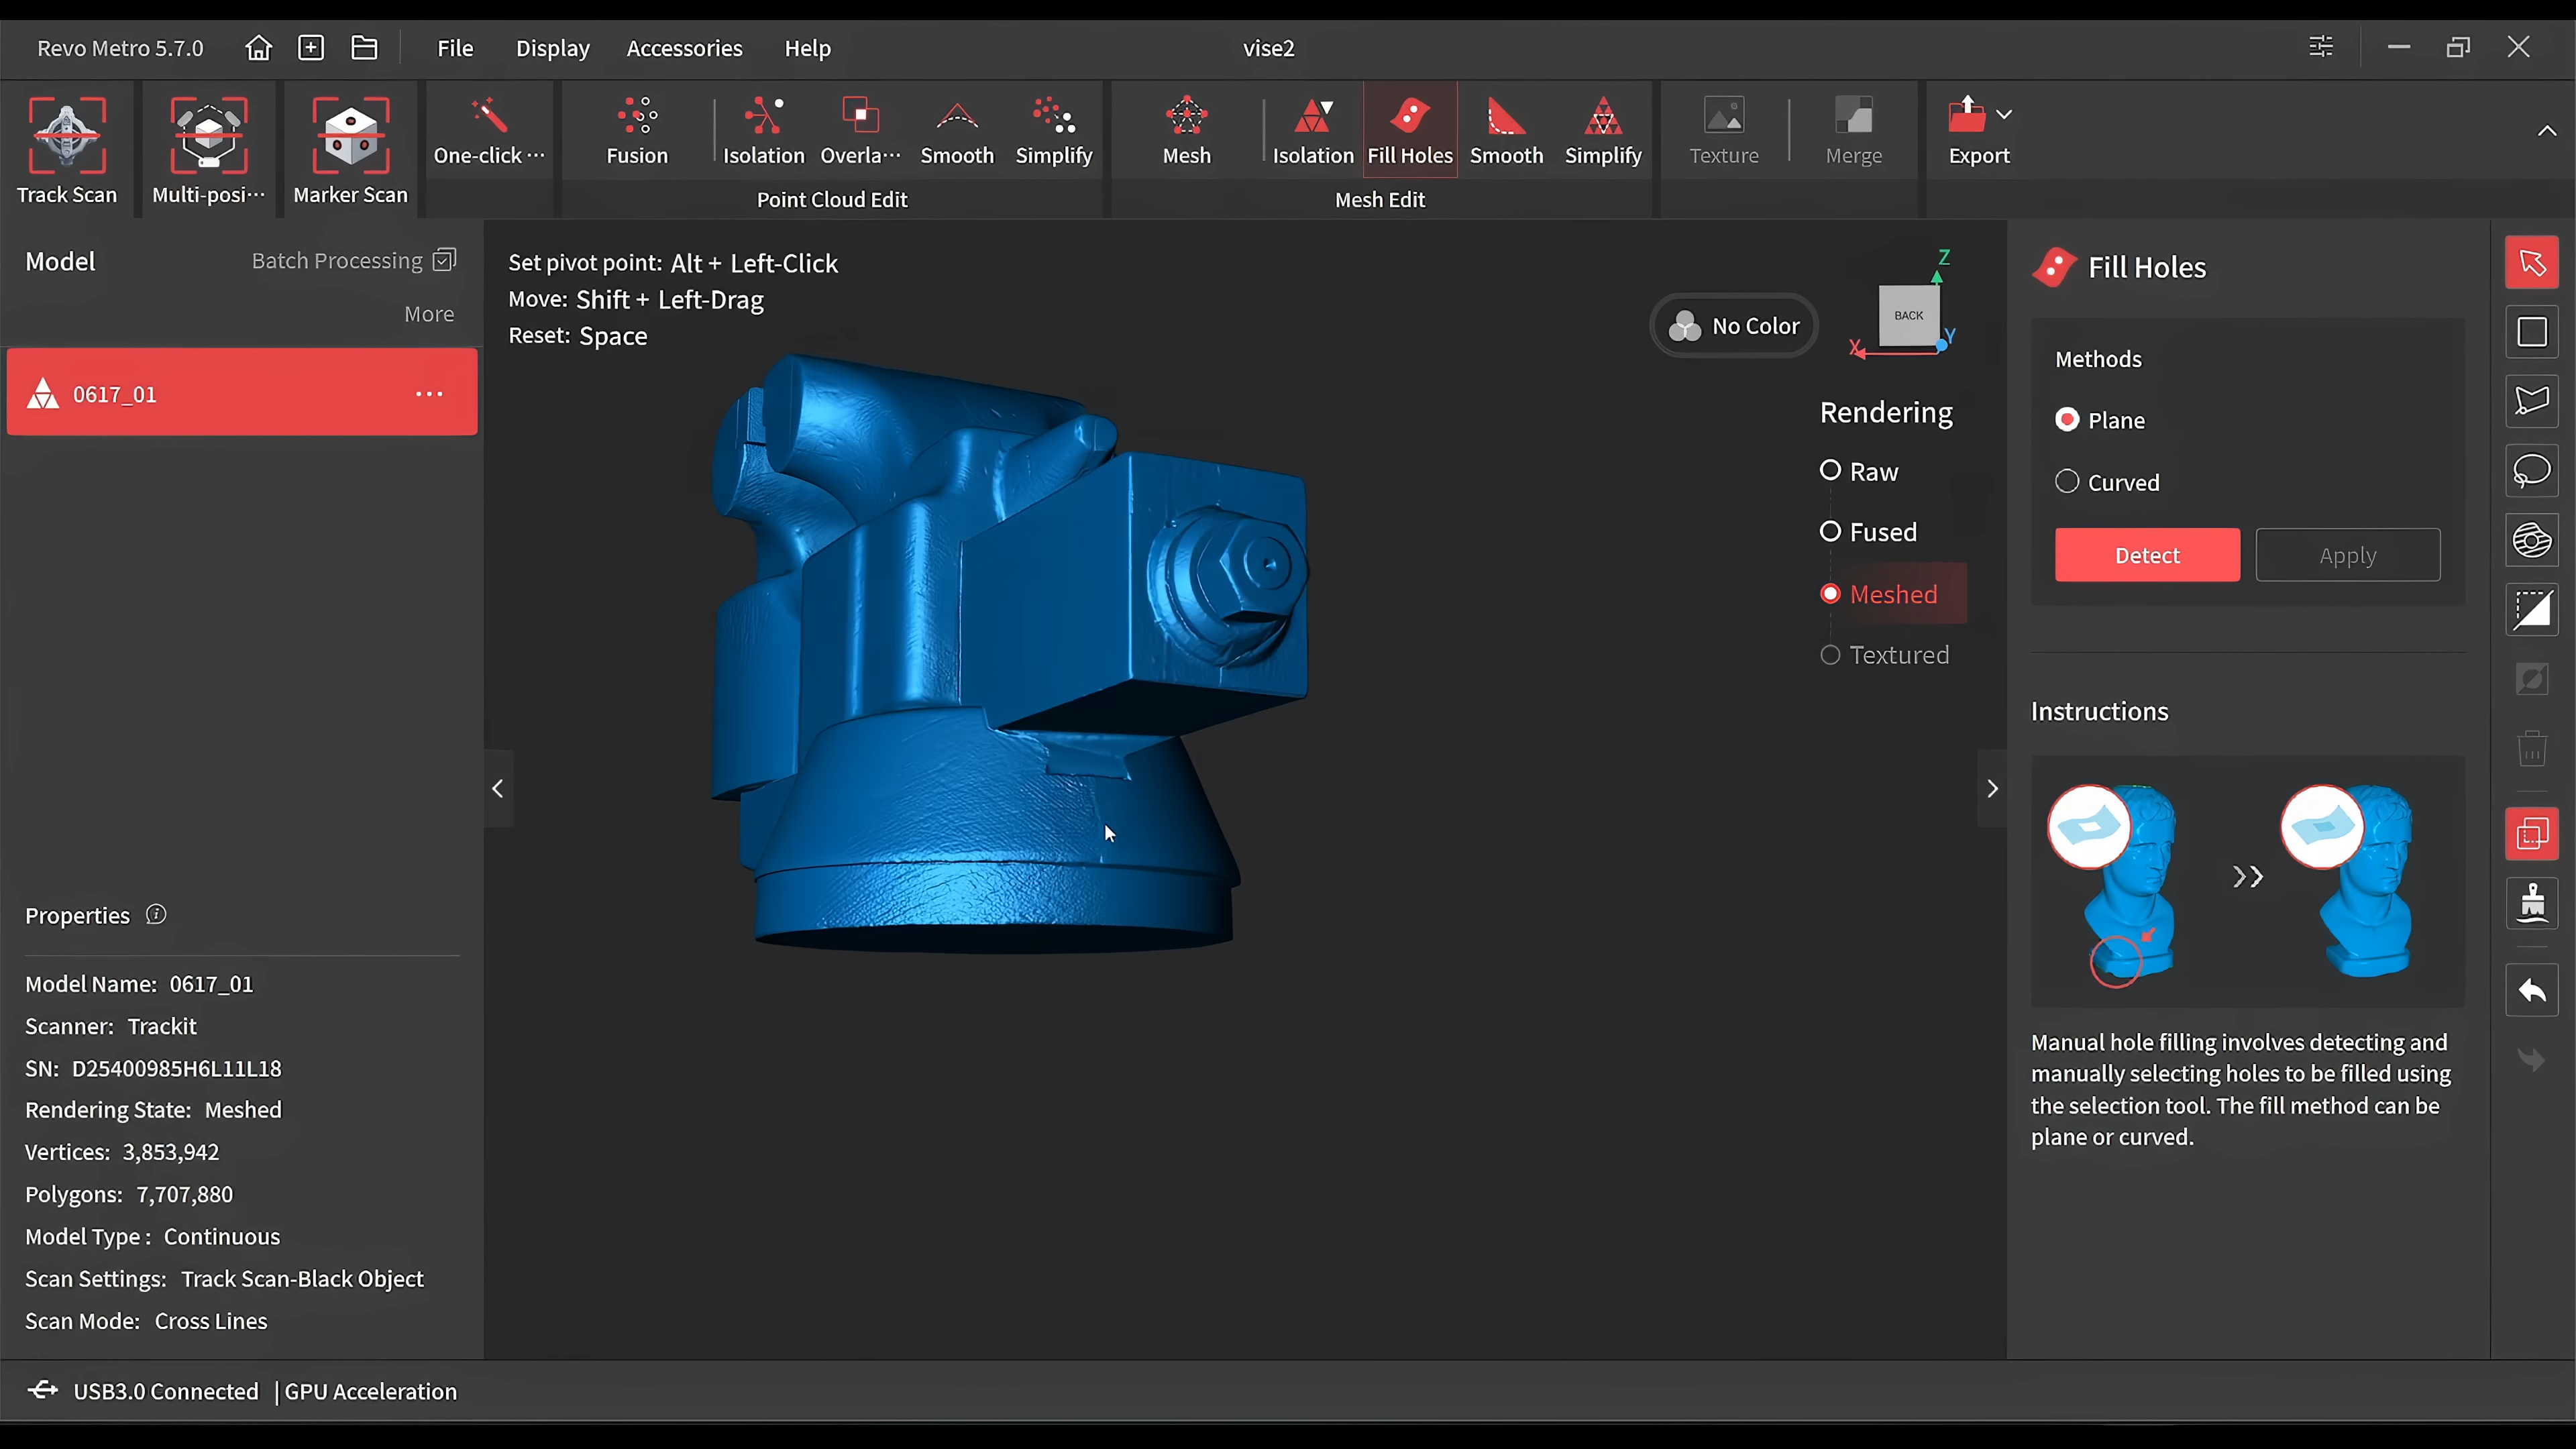 Revo Metro 5.7.0
File
Display
Accessories
Help
vise2
Track Scan
Multi-posi···
Marker Scan
One-click ···
Fusion
Isolation
Overla···
Smooth
Simplify
Point Cloud Edit
Mesh
Isolation
Fill Holes
Smooth
Simplify
Mesh Edit
Texture
Merge
Export
Model
Batch Processing
More
0617_01
Properties
Model Name: 0617_01
Scanner: Trackit
SN: D25400985H6L11L18
Rendering State: Meshed
Vertices: 3,853,942
Polygons: 7,707,880
Model Type : Continuous
Scan Settings: Track Scan-Black Object
Scan Mode: Cross Lines
Set pivot point: Alt + Left-Click
Move: Shift + Left-Drag
Reset: Space
No Color
Z
BACK
Y
X
Rendering
Raw
Fused
Meshed
Textured
Fill Holes
Methods
Plane
Curved
Detect
Apply
Instructions
Manual hole filling involves detecting and
manually selecting holes to be filled using
the selection tool. The fill method can be
plane or curved.
USB3.0 Connected | GPU Acceleration